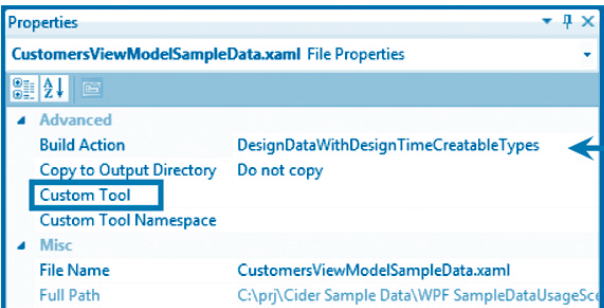 Properties
CustomersViewModelSampleData.xaml File Properties
Advanced
Build Action DesignDataWithDesignTimeCreatableTypes
Copy to Output Directory Do not copy
Custom Tool
Custom Tool Namespace
Misc
File Name CustomersViewModelSampleData.xaml
Full Path C:\prj\Cider Sample Data\WPF SampleDataUsageSce